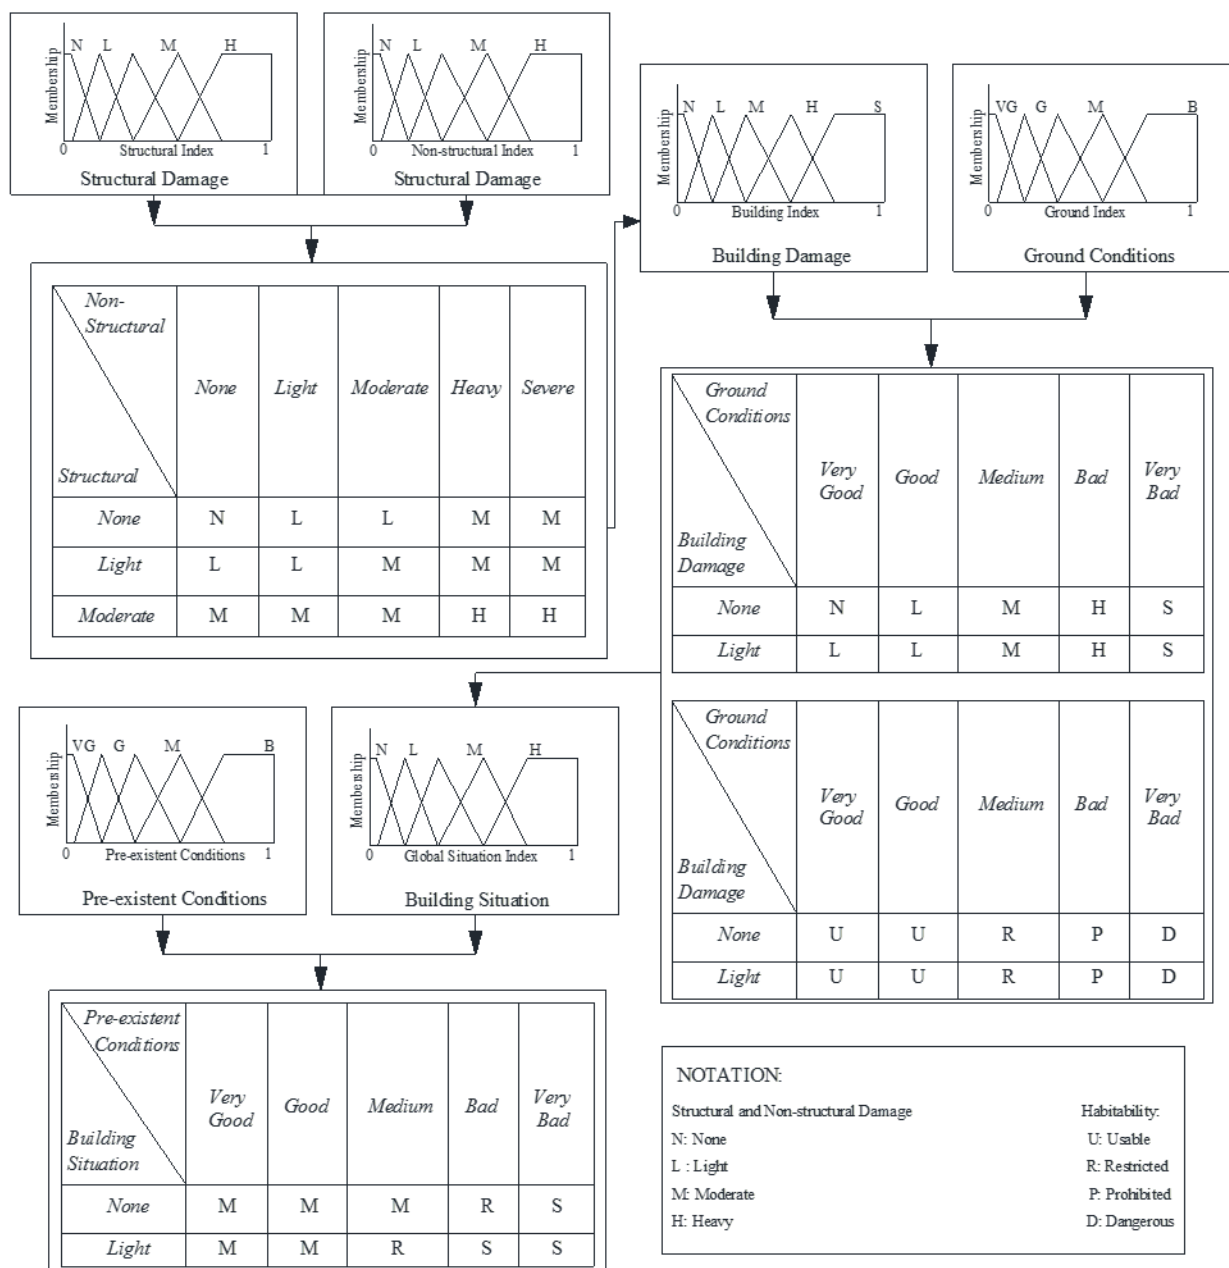 N L M H
Membership
0 Structural Index 1
Structural Damage
N L M H
Membership
0 Non-structural Index 1
Structural Damage
N L M H S
Membership
0 Building Index 1
Building Damage
VG G M B
Membership
0 Ground Index 1
Ground Conditions
Non-
Structural
Structural
None Light Moderate Heavy Severe
None N L L M M
Light L L M M M
Moderate M M M H H
Ground
Conditions
Building
Damage
Very
Good
Good
Medium
Bad
Very
Bad
None N L M H S
Light L L M H S
Ground
Conditions
Building
Damage
Very
Good
Good
Medium
Bad
Very
Bad
None U U R P D
Light U U R P D
VG G M B
Membership
0 Pre-existent Conditions 1
Pre-existent Conditions
N L M H
Membership
0 Global Situation Index 1
Building Situation
Pre-existent
Conditions
Building
Situation
Very
Good
Good
Medium
Bad
Very
Bad
None M M M R S
Light M M R S S
NOTATION:
Structural and Non-structural Damage
N: None
L : Light
M: Moderate
H: Heavy
Habitability:
U: Usable
R: Restricted
P: Prohibited
D: Dangerous